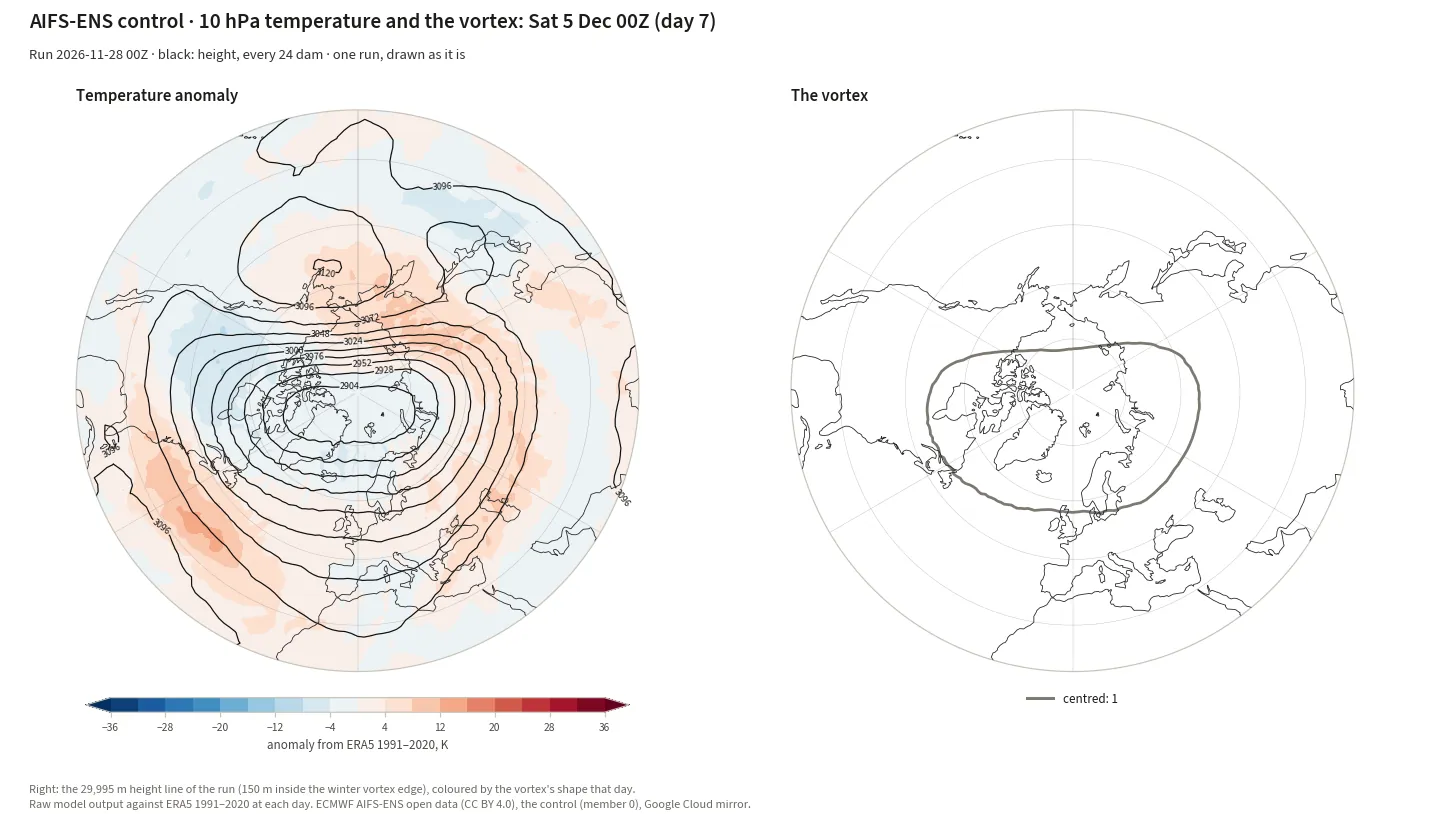 AIFS-ENS control · 10 hPa temperature and the vortex: Sat 5 Dec 00Z (day 7)
Run 2026-11-28 00Z · black: height, every 24 dam · one run, drawn as it is
Temperature anomaly
The vortex
3096
3120
3096
3072
3048
3024
3000
2976
2952
2928
2904
3096
3096
3096
−36 −28 −20 −12 −4 4 12 20 28 36
anomaly from ERA5 1991–2020, K
centred: 1
Right: the 29,995 m height line of the run (150 m inside the winter vortex edge), coloured by the vortex's shape that day.
Raw model output against ERA5 1991–2020 at each day. ECMWF AIFS-ENS open data (CC BY 4.0), the control (member 0), Google Cloud mirror.